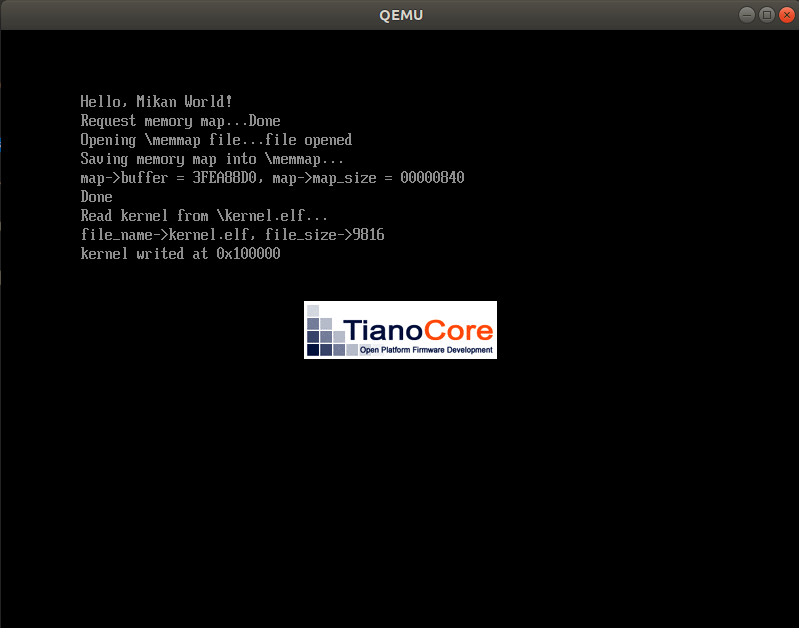 QEMU
Hello, Mikan World!
Request memory map...Done
Opening \memmap file...file opened
Saving memory map into \memmap...
map->buffer = 3FEA88D0, map->map_size = 00000840
Done
Read kernel from \kernel.elf...
file_name->kernel.elf, file_size->9816
kernel writed at 0x100000
TianoCore
Open Platform Firmware Development